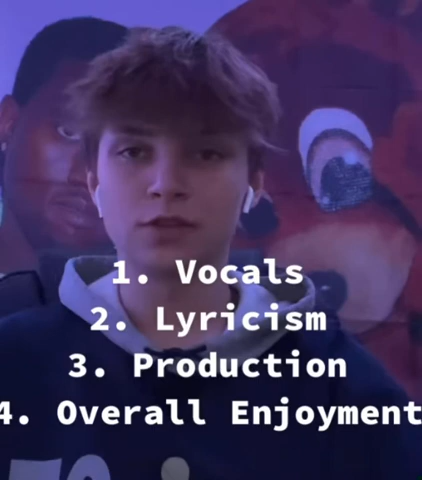 1. Vocals
2. Lyricism
3. Production
4. Overall Enjoyment